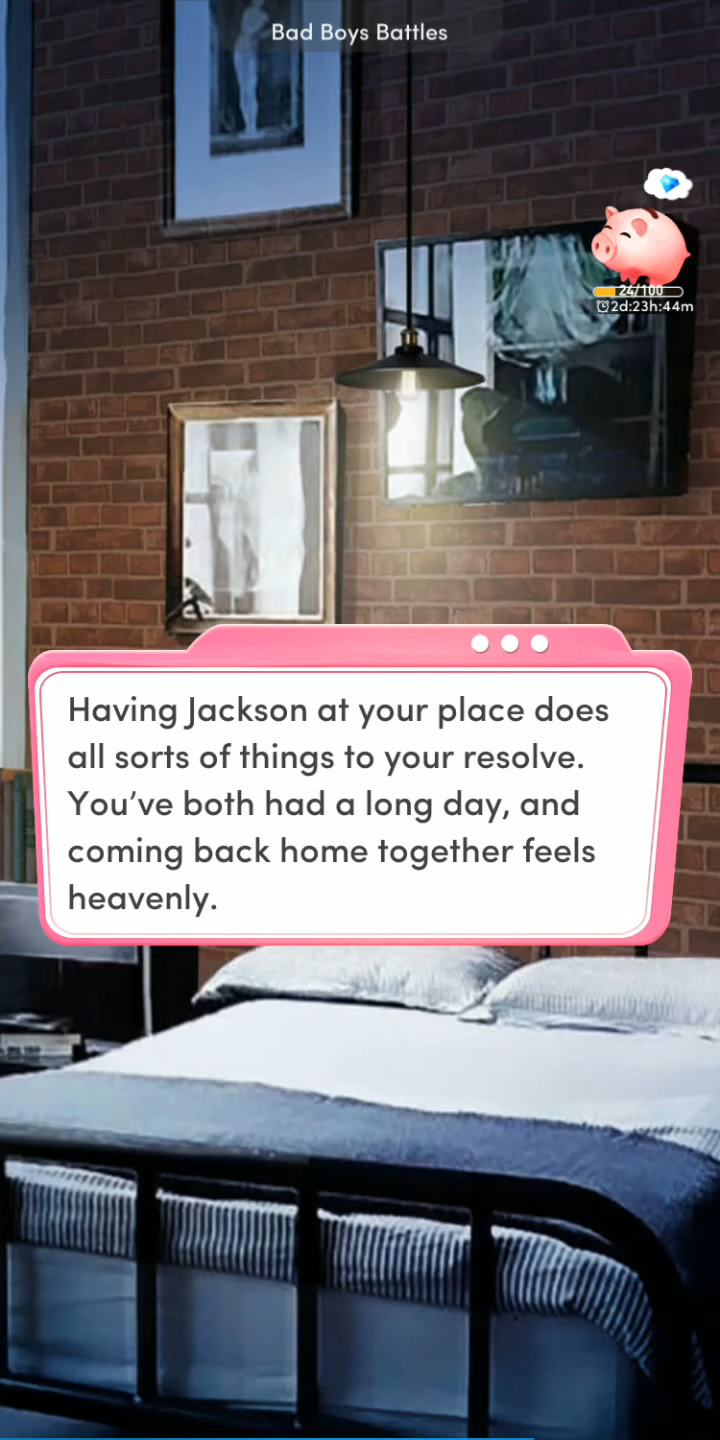 Bad Boys Battles
24/100
2d:23h:44m
Having Jackson at your place does
all sorts of things to your resolve.
You’ve both had a long day, and
coming back home together feels
heavenly.